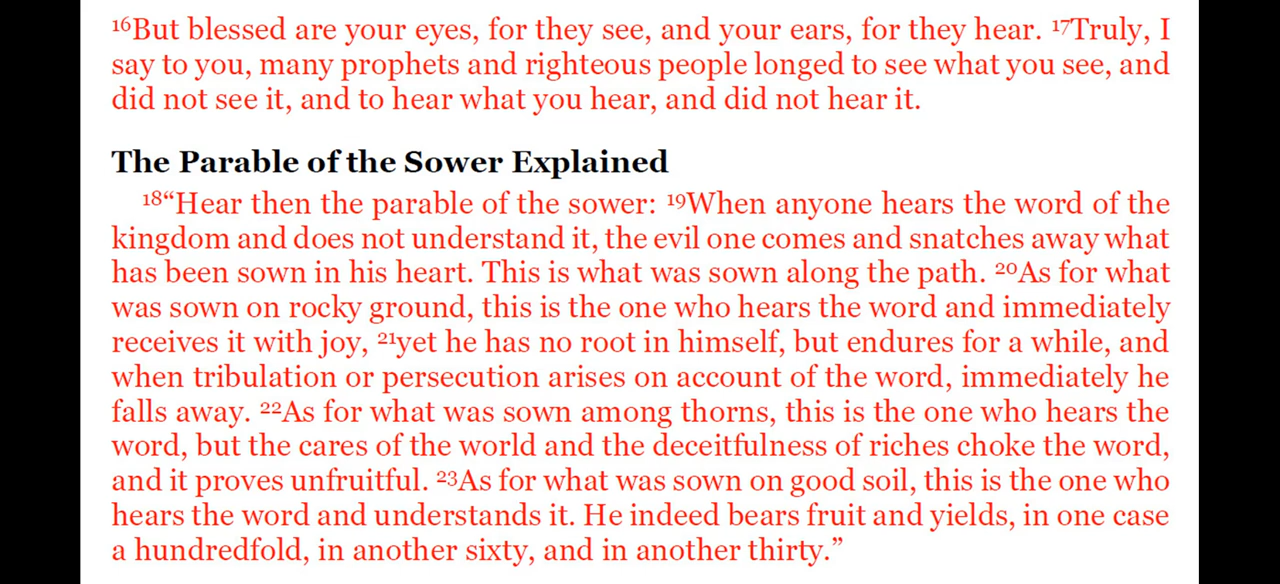 ¹⁶But blessed are your eyes, for they see, and your ears, for they hear. ¹⁷Truly, I
say to you, many prophets and righteous people longed to see what you see, and
did not see it, and to hear what you hear, and did not hear it.
The Parable of the Sower Explained
¹⁸“Hear then the parable of the sower: ¹⁹When anyone hears the word of the
kingdom and does not understand it, the evil one comes and snatches away what
has been sown in his heart. This is what was sown along the path. ²⁰As for what
was sown on rocky ground, this is the one who hears the word and immediately
receives it with joy, ²¹yet he has no root in himself, but endures for a while, and
when tribulation or persecution arises on account of the word, immediately he
falls away. ²²As for what was sown among thorns, this is the one who hears the
word, but the cares of the world and the deceitfulness of riches choke the word,
and it proves unfruitful. ²³As for what was sown on good soil, this is the one who
hears the word and understands it. He indeed bears fruit and yields, in one case
a hundredfold, in another sixty, and in another thirty.”